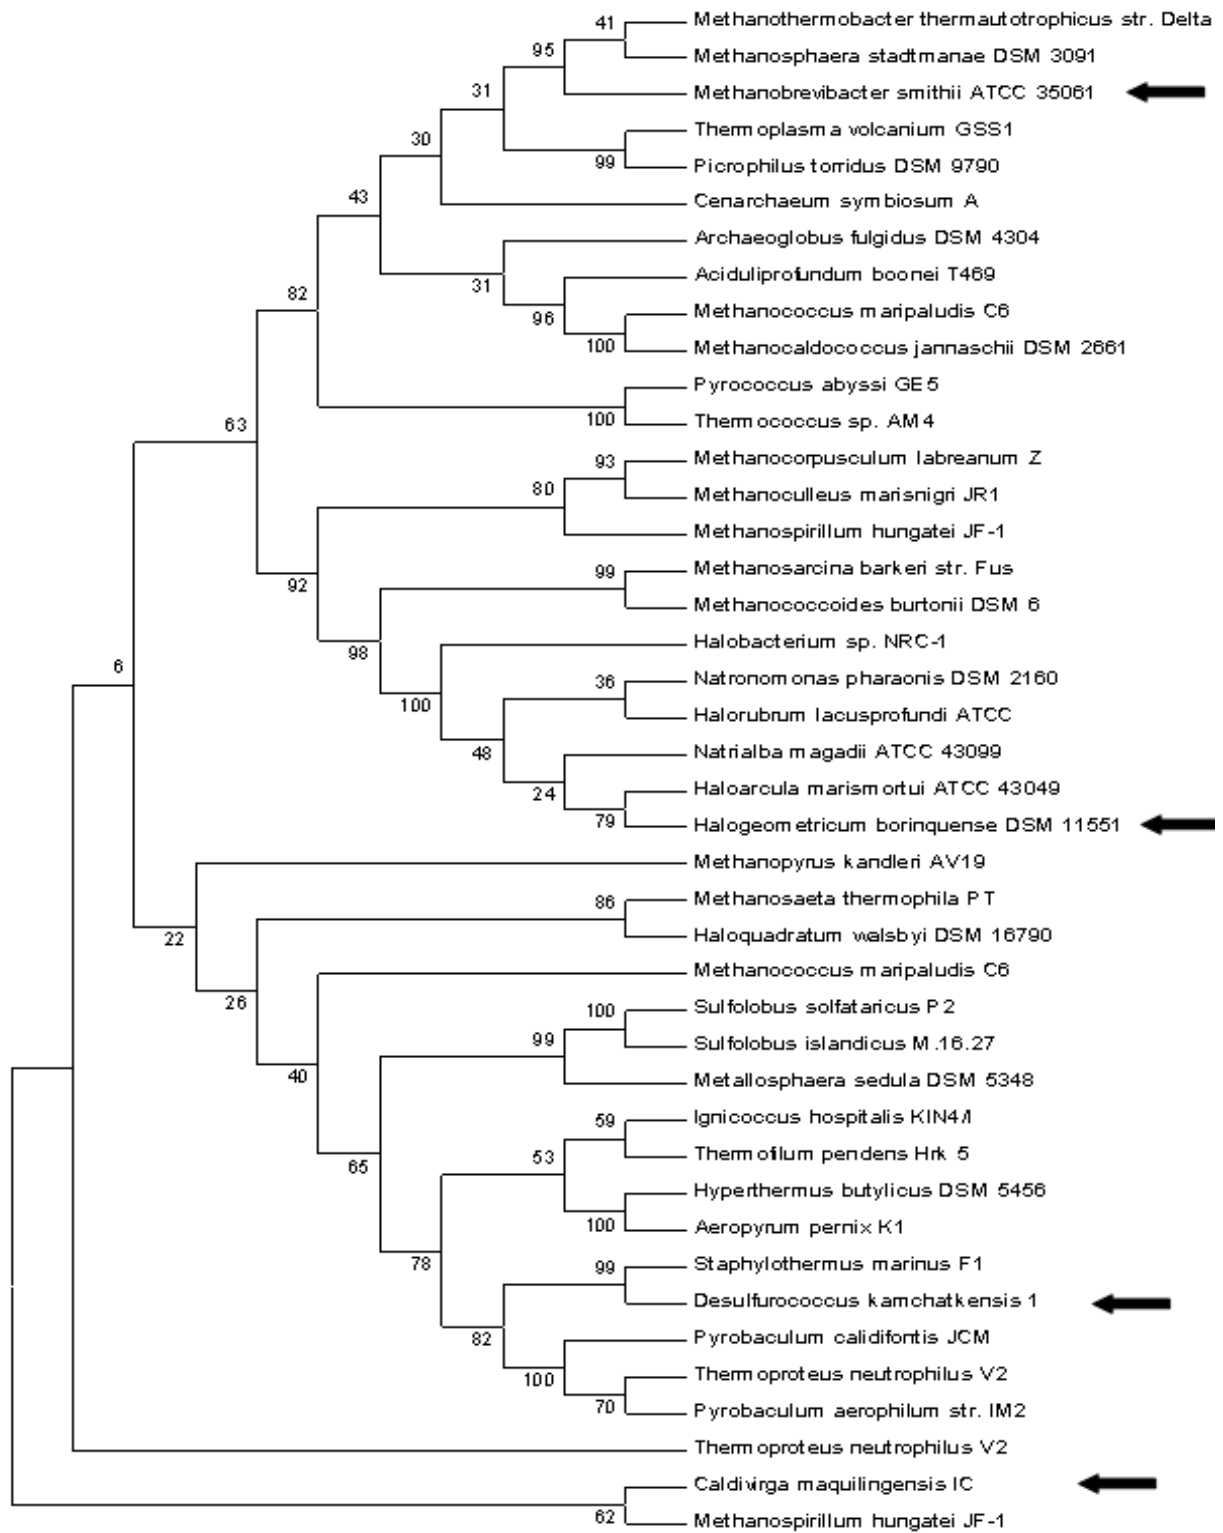 41
Methanothermobacter thermautotrophicus str. Delta
95
Methanosphaera stadtmanae DSM 3091
31
Methanobrevibacter smithii ATCC 35061
Thermoplasma volcanium GSS1
30
99
Picrophilus torridus DSM 9790
43
Cenarchaeum symbiosum A
Archaeoglobus fulgidus DSM 4304
31
Aciduliprofundum boonei T469
82
96
Methanococcus maripaludis C6
100
Methanocaldococcus jannaschii DSM 2661
Pyrococcus abyssi GE5
63
100
Thermococcus sp. AM4
93
Methanocorpusculum labreanum Z
80
Methanoculleus marisnigri JR1
Methanospirillum hungatei JF-1
92
99
Methanosarcina barkeri str. Fus
Methanococcoides burtonii DSM 6
98
Halobacterium sp. NRC-1
6
36
Natronomonas pharaonis DSM 2160
100
Halorubrum lacusprofundi ATCC
48
Natrialba magadii ATCC 43099
24
Haloarcula marismortui ATCC 43049
79
Halogeometricum borinquense DSM 11551
Methanopyrus kandleri AV19
86
Methanosaeta thermophila PT
22
Haloquadratum walsbyi DSM 16790
Methanococcus maripaludis C6
26
100
Sulfolobus solfataricus P2
99
Sulfolobus islandicus M.16.27
40
Metallosphaera sedula DSM 5348
59
Ignicoccus hospitalis KIN4/I
65
53
Thermofilum pendens Hrk 5
Hyperthermus butylicus DSM 5456
100
Aeropyrum pernix K1
78
99
Staphylothermus marinus F1
Desulfurococcus kamchatkensis 1
82
Pyrobaculum calidifontis JCM
100
Thermoproteus neutrophilus V2
70
Pyrobaculum aerophilum str. IM2
Thermoproteus neutrophilus V2
Caldivirga maquilingensis IC
62
Methanospirillum hungatei JF-1